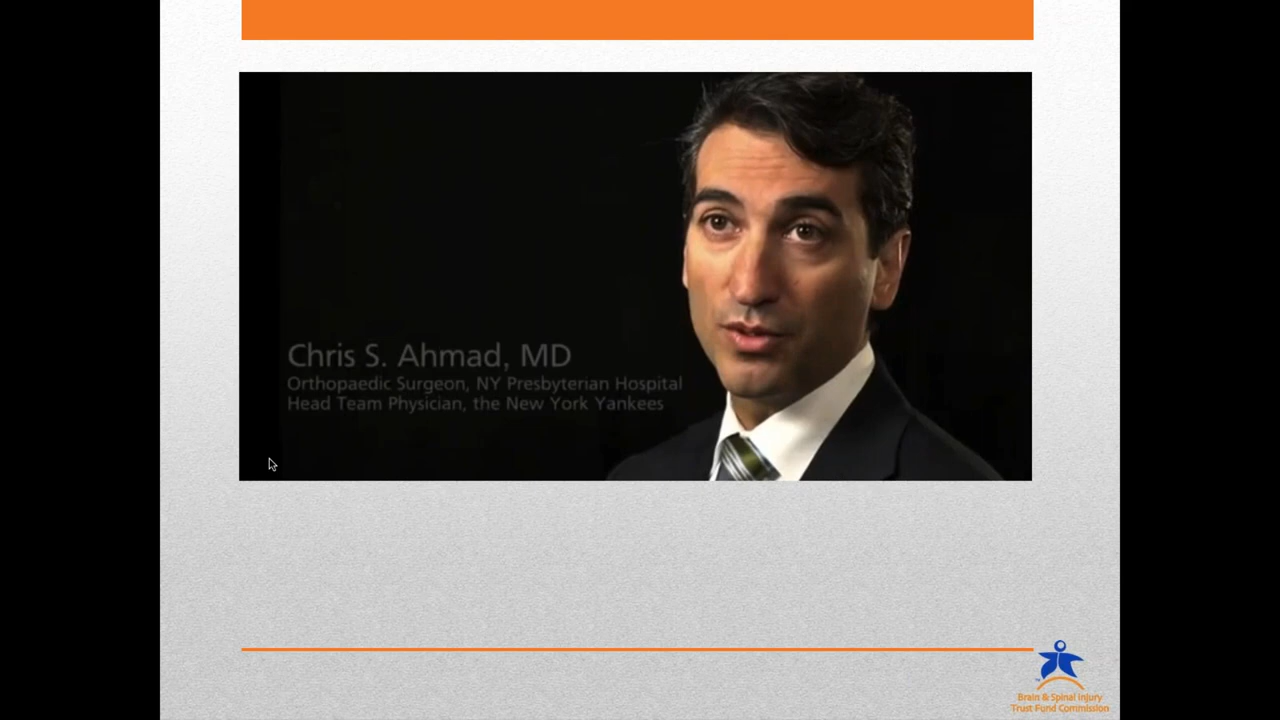 Chris S. Ahmad, MD
Orthopaedic Surgeon, NY Presbyterian Hospital
Head Team Physician, the New York Yankees
Brain & Spinal Injury
Trust Fund Commission